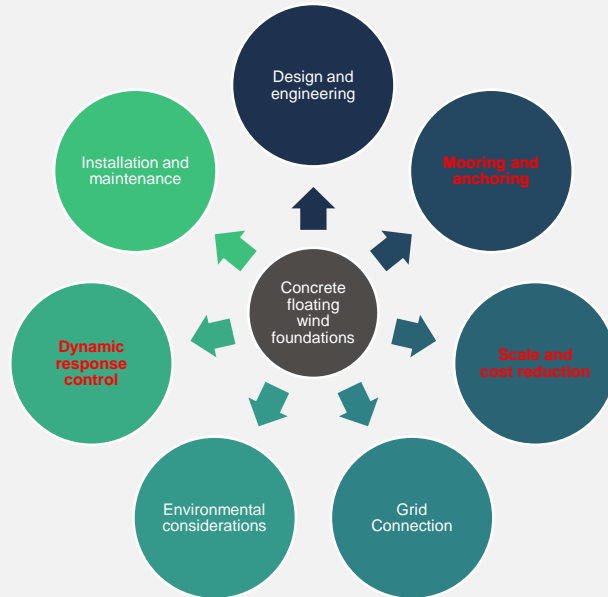 Design and
engineering
Installation and
maintenance
Mooring and
anchoring
Concrete
floating
wind
foundations
Dynamic
response
control
Scale and
cost reduction
Environmental
considerations
Grid
Connection